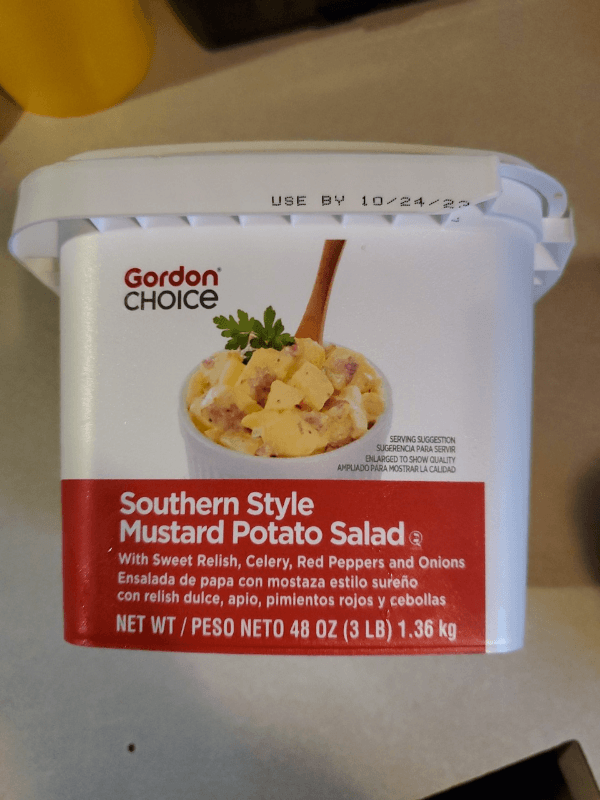 USE BY 10/24/22
Gordon
CHOICe
SERVING SUGGESTION
SUGERENCIA PARA SERVIR
ENLARGED TO SHOW QUALITY
AMPLIADO PARA MOSTRAR LA CALIDAD
Southern Style
Mustard Potato Salad
With Sweet Relish, Celery, Red Peppers and Onions
Ensalada de papa con mostaza estilo sureño
con relish dulce, apio, pimientos rojos y cebollas
NET WT / PESO NETO 48 OZ (3 LB) 1.36 kg